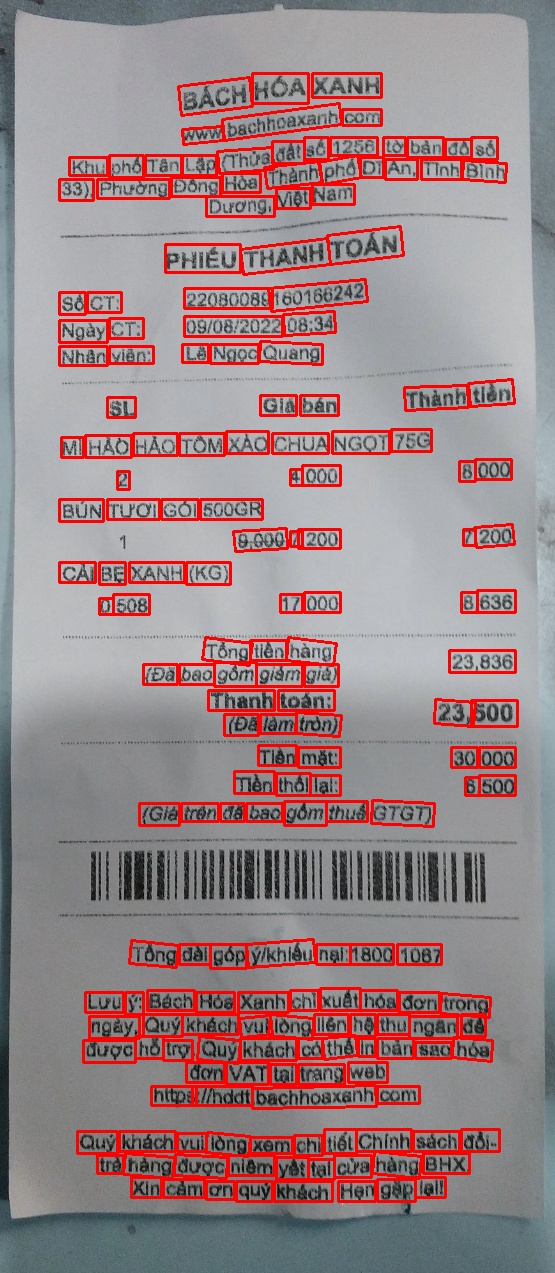 BÁCH HÓA XANH
www.bachhoaxanh.com
Khu phố Tân Lập (Thửa đất số 1256, tờ bản đồ số
33), Phường Đông Hòa, Thành phố Dĩ An, Tỉnh Bình
Dương, Việt Nam
PHIẾU THANH TOÁN
Số CT: 22080088160166242
Ngày CT: 09/08/2022 08:34
Nhân viên: Lê Ngọc Quang
SL Giá bán Thành tiền
MÌ HẢO HẢO TÔM XÀO CHUA NGỌT 75G
2 4,000 8,000
BÚN TƯƠI GÓI 500GR
1 9,000 7,200 7,200
CẢI BẸ XANH (KG)
0,508 17,000 8,636
Tổng tiền hàng 23,836
(Đã bao gồm giảm giá)
Thanh toán: 23,500
(Đã làm tròn)
Tiền mặt: 30,000
Tiền thối lại: 6,500
(Giá trên đã bao gồm thuế GTGT)
Tổng đài góp ý/khiếu nại: 1800 1067
Lưu ý: Bách Hóa Xanh chỉ xuất hóa đơn trong
ngày, Quý khách vui lòng liên hệ thu ngân để
được hỗ trợ. Quý khách có thể in bản sao hóa
đơn VAT tại trang web
https://hddt.bachhoaxanh.com
Quý khách vui lòng xem chi tiết Chính sách đổi-
trả hàng được niêm yết tại cửa hàng BHX
Xin cảm ơn quý khách. Hẹn gặp lại!